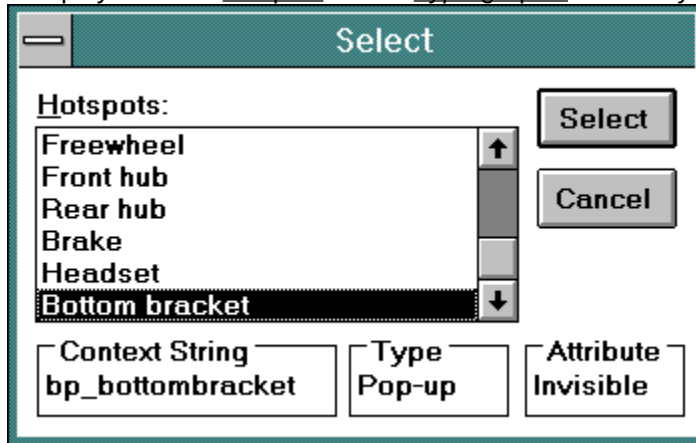 Select
Hotspots:
Select
Freewheel
Front hub
Rear hub
Cancel
Brake
Headset
Bottom bracket
Context String
Type
Attribute
bp_bottombracket
Pop-up
Invisible